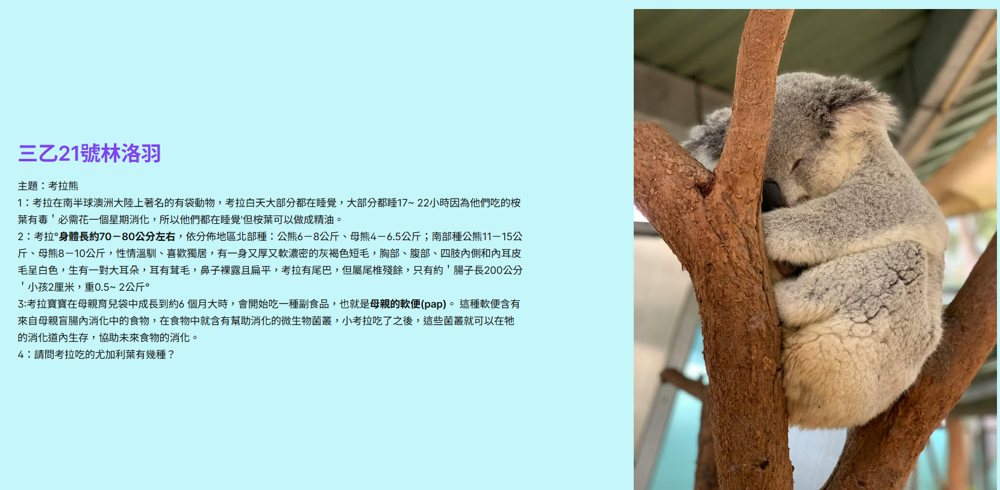 三乙21號林洛羽
主題：考拉熊
1：考拉在南半球澳洲大陸上著名的有袋動物，考拉白天大部分都在睡覺，大部分都睡17~ 22小時因為他們吃的桉
葉有毒＇必需花一個星期消化，所以他們都在睡覺'但桉葉可以做成精油。
2：考拉°身體長約70－80公分左右，依分佈地區北部種：公熊6－8公斤、母熊4－6.5公斤；南部種公熊11－15公
斤、母熊8－10公斤，性情溫馴、喜歡獨居，有一身又厚又軟濃密的灰褐色短毛，胸部、腹部、四肢內側和內耳皮
毛呈白色，生有一對大耳朵，耳有茸毛，鼻子裸露且扁平，考拉有尾巴，但屬尾椎殘餘，只有約＇腸子長200公分
＇小孩2厘米，重0.5~ 2公斤°
3:考拉寶寶在母親育兒袋中成長到約6 個月大時，會開始吃一種副食品，也就是母親的軟便(pap)。 這種軟便含有
來自母親盲腸內消化中的食物，在食物中就含有幫助消化的微生物菌叢，小考拉吃了之後，這些菌叢就可以在牠
的消化道內生存，協助未來食物的消化。
4：請問考拉吃的尤加利葉有幾種？